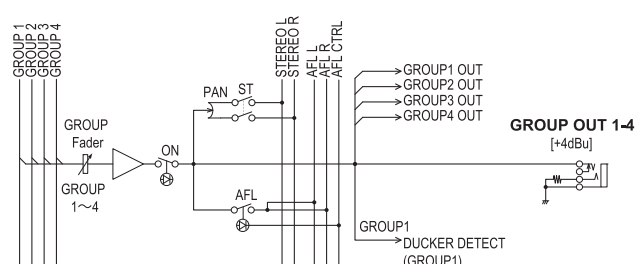 GROUP 1
GROUP 2
GROUP 3
GROUP 4
STEREO L
STEREO R
AFL L
AFL R
AFL CTRL
PAN
ST
GROUP1 OUT
GROUP2 OUT
GROUP3 OUT
GROUP4 OUT
GROUP OUT 1-4
[+4dBu]
GROUP
Fader
ON
GROUP
1～4
AFL
GROUP1
DUCKER DETECT
(GROUP1)